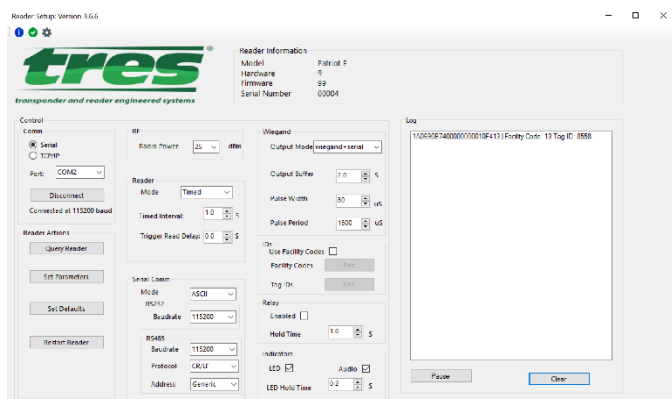 Reader Setup: Version 3.6.6
tres
®
transponder and reader
engineered systems
Reader Information
Model Patriot E
Hardware 9
Firmware 99
Serial Number 00004
Control
Comm
Serial
TCP/IP
Port: COM2
Disconnect
Connected at 115200 baud
Reader Actions
Query Reader
Set Parameters
Set Defaults
Restart Reader
RF
Radio Power: 25 dBm
Reader
Mode Timed
Timed Interval: 1.0 S
Trigger Read Delay: 0.0 S
Serial Comm
Mode ASCII
RS232
Baudrate 115200
RS485
Baudrate 115200
Protocol CR/LF
Address Generic
Wiegand
Output Mode wiegand+serial
Output Buffer 2.0 S
Pulse Width 80 uS
Pulse Period 1600 uS
IDs
Use Facility Codes
Facility Codes Edit
Tag IDs Edit
Relay
Enabled
Hold Time 1.0 S
Indicators
LED Audio
LED Hold Time 0.2 S
Log
1A0690874000000001 0F413 | Facility Code: 13 Tag ID: 8558
Pause
Clear